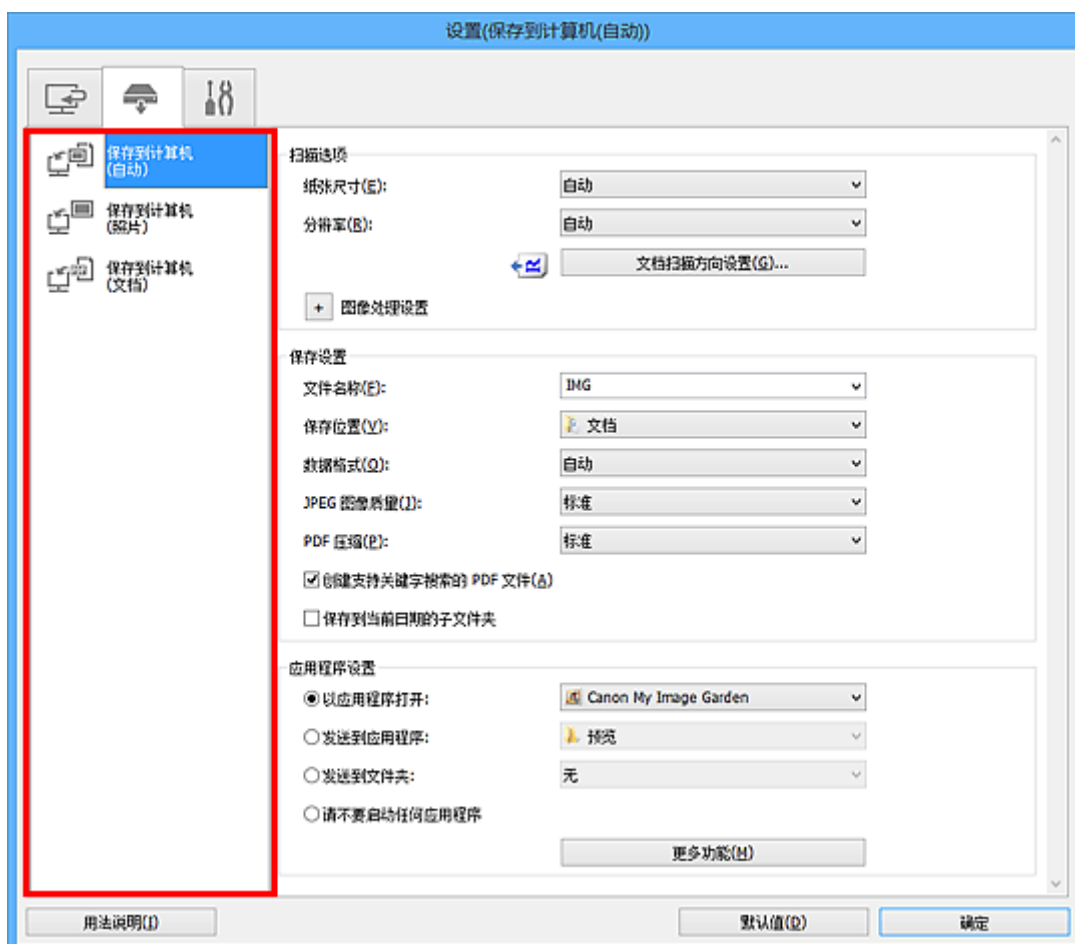 设置(保存到计算机(自动))
保存到计算机
(自动)
保存到计算机
(照片)
保存到计算机
(文档)
扫描选项
纸张尺寸(E): 自动
分辨率(R): 自动
文档扫描方向设置(G)...
+ 图像处理设置
保存设置
文件名称(F): IMG
保存位置(V): 文档
数据格式(O): 自动
JPEG 图像质量(J): 标准
PDF 压缩(P): 标准
创建支持关键字搜索的 PDF 文件(A)
保存到当前日期的子文件夹
应用程序设置
以应用程序打开: Canon My Image Garden
发送到应用程序: 预览
发送到文件夹: 无
请不要启动任何应用程序
更多功能(M)
用法说明(I) 默认值(D) 确定